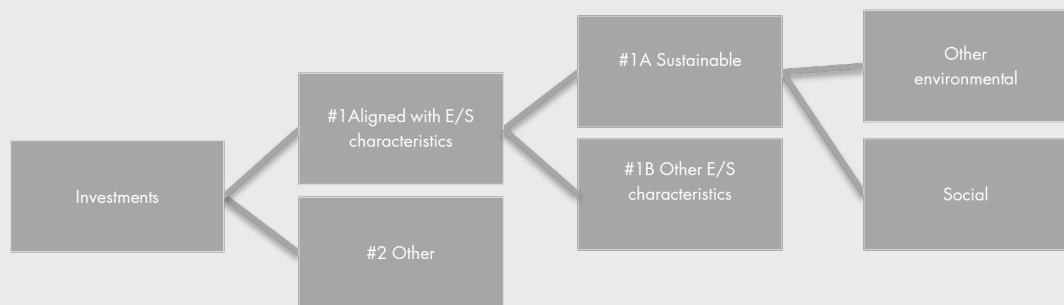 Investments
#1Aligned with E/S
characteristics
#2 Other
#1A Sustainable
#1B Other E/S
characteristics
Other
environmental
Social